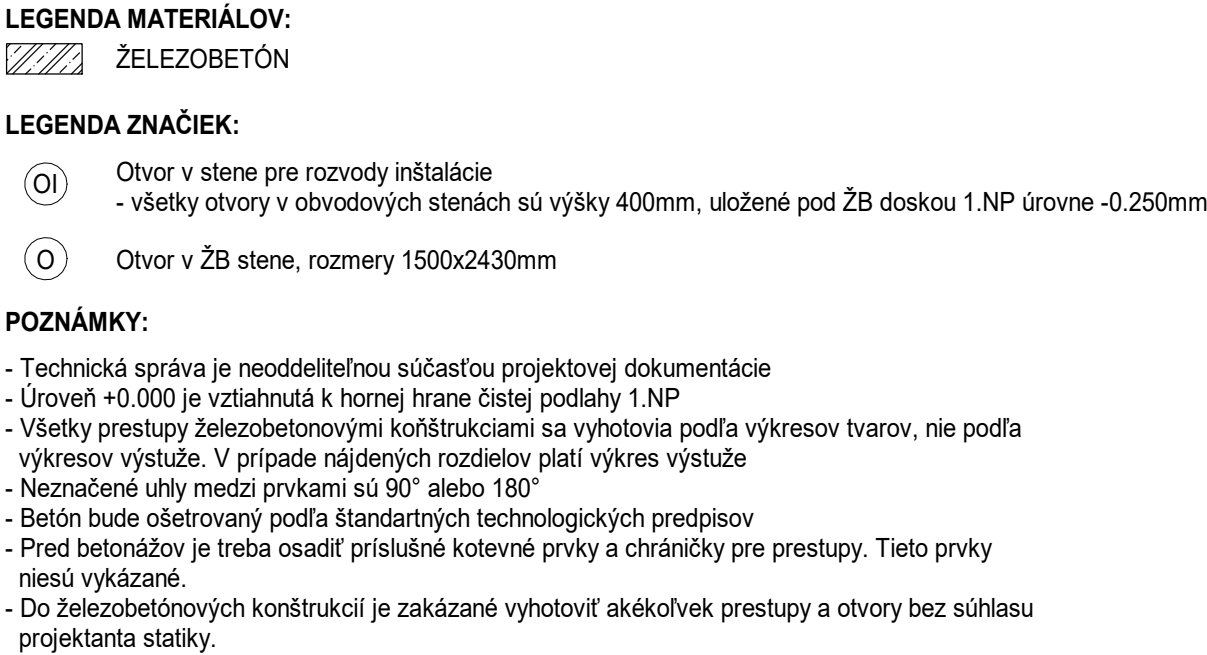 LEGENDA MATERIÁLOV:
ŽELEZOBETÓN
LEGENDA ZNAČIEK:
OI Otvor v stene pre rozvody inštalácie
- všetky otvory v obvodových stenách sú výšky 400mm, uložené pod ŽB doskou 1.NP úrovne -0.250mm
O Otvor v ŽB stene, rozmery 1500x2430mm
POZNÁMKY:
- Technická správa je neoddeliteľnou súčasťou projektovej dokumentácie
- Úroveň +0.000 je vztiahnutá k hornej hrane čistej podlahy 1.NP
- Všetky prestupy železobetonovými koňštrukciami sa vyhotovia podľa výkresov tvarov, nie podľa
výkresov výstuže. V prípade nájdených rozdielov platí výkres výstuže
- Neznačené uhly medzi prvkami sú 90° alebo 180°
- Betón bude ošetrovaný podľa štandartných technologických predpisov
- Pred betonážov je treba osadiť príslušné kotevné prvky a chráničky pre prestupy. Tieto prvky
niesú vykázané.
- Do železobetónových konštrukcií je zakázané vyhotoviť akékoľvek prestupy a otvory bez súhlasu
projektanta statiky.